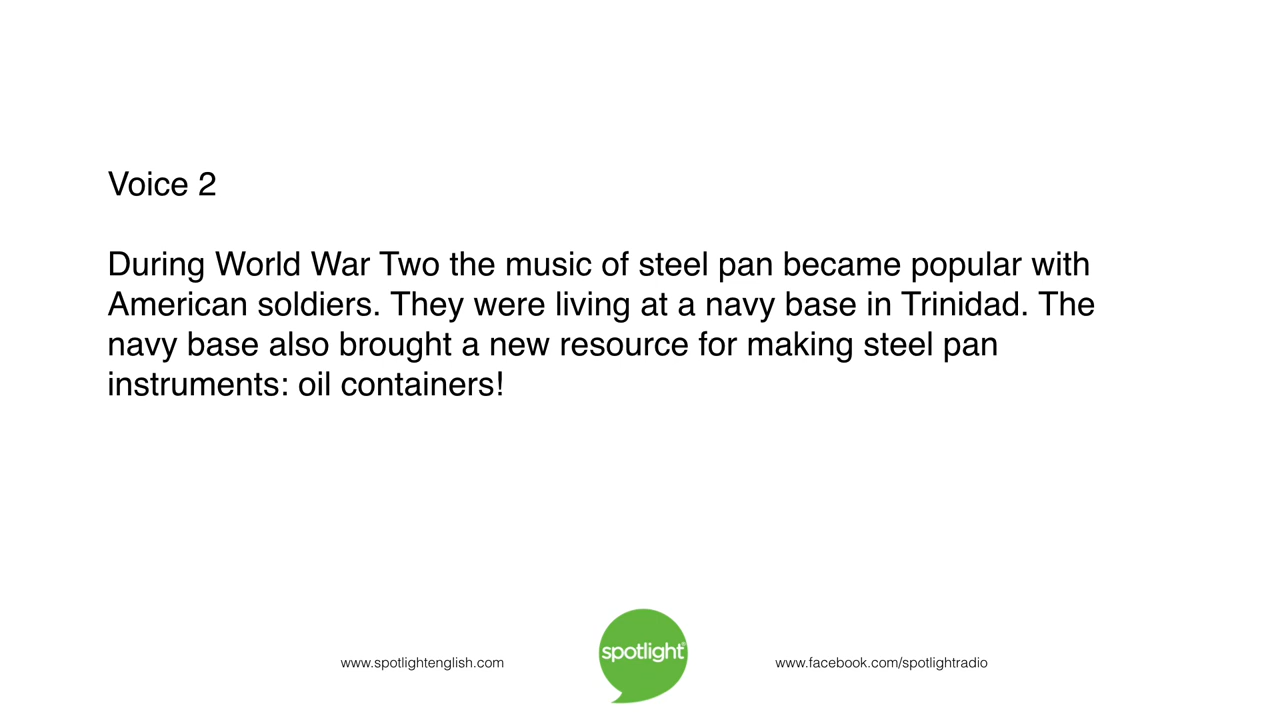 Voice 2
During World War Two the music of steel pan became popular with
American soldiers. They were living at a navy base in Trinidad. The
navy base also brought a new resource for making steel pan
instruments: oil containers!
www.spotlightenglish.com
spotlight®
www.facebook.com/spotlightradio